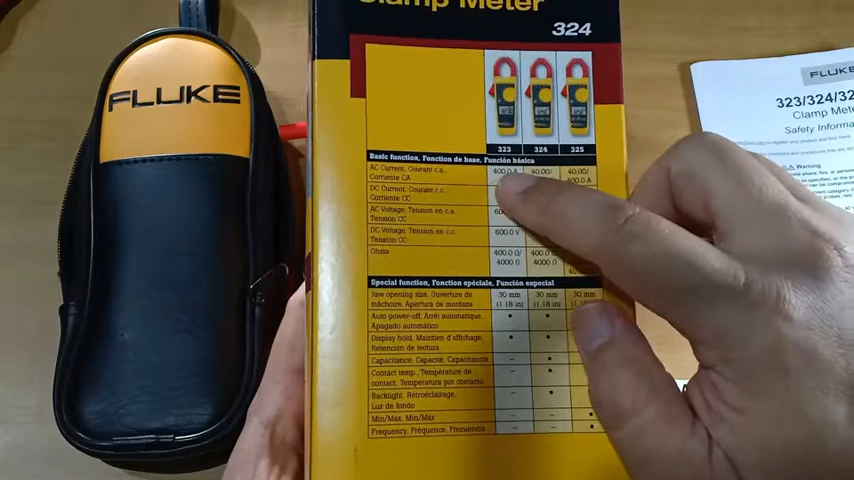 FLUKE
Clamp Meter
324
323 324 325
Basic function, Fonction de base, Función básica
AC Current, Courant c.a.
Corriente CA
400.0 A 40.00/ 40.00/
DC Current, Courant c.c.
Corriente CC
AC Voltage, Tension en c.a.
Tensión CC
DC Voltage, Tension en c.c.
Tensión CC
600.0 V
Ohms
400.0 Ω/ 400.0 Ω/
4000 Ω 4000 Ω
Special function, Fonction spéciale, Función especial
Jaw opening size, Ouverture de
mâchoire, Apertura de mordaza
30 mm 30 mm 30 mm
(1.18 in) (1.18 in)
Auto power-off, Arrêt automatique,
Apagado automático
Display hold, Maintien d'affichage,
Retención de lectura
Capacitance, Capacité, Capacitancia
Contact temp., Température de
contact, Temperatura por contacto
Backlight, Rétroéclairage,
Luz de fondo
Min/Max, Min/Máx
Frequency, Fréquence, Frecuencia
FLUKE
323/324/32
Clamp Mete
Safety Informa
Warning